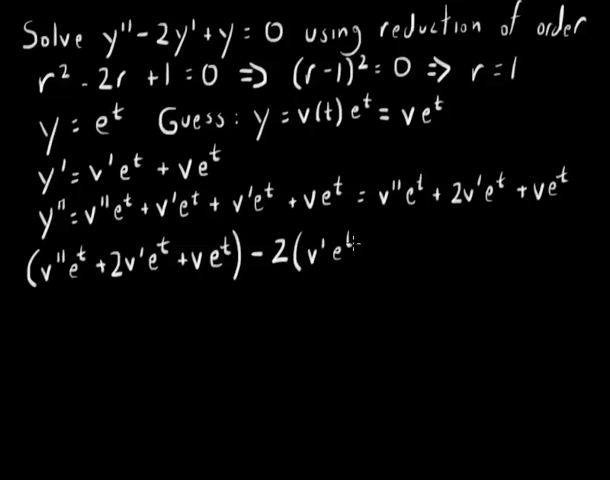 Solve y'' - 2y' + y = 0 using reduction of order
r² - 2r + 1 = 0 ⇒ (r-1)² = 0 ⇒ r = 1
y = eᵗ Guess: y = v(t) eᵗ = veᵗ
y' = v'eᵗ + veᵗ
y'' = v''eᵗ + v'eᵗ + v'eᵗ + veᵗ = v''eᵗ + 2v'eᵗ + veᵗ
(v''eᵗ + 2v'eᵗ + veᵗ) - 2(v'eᵗ